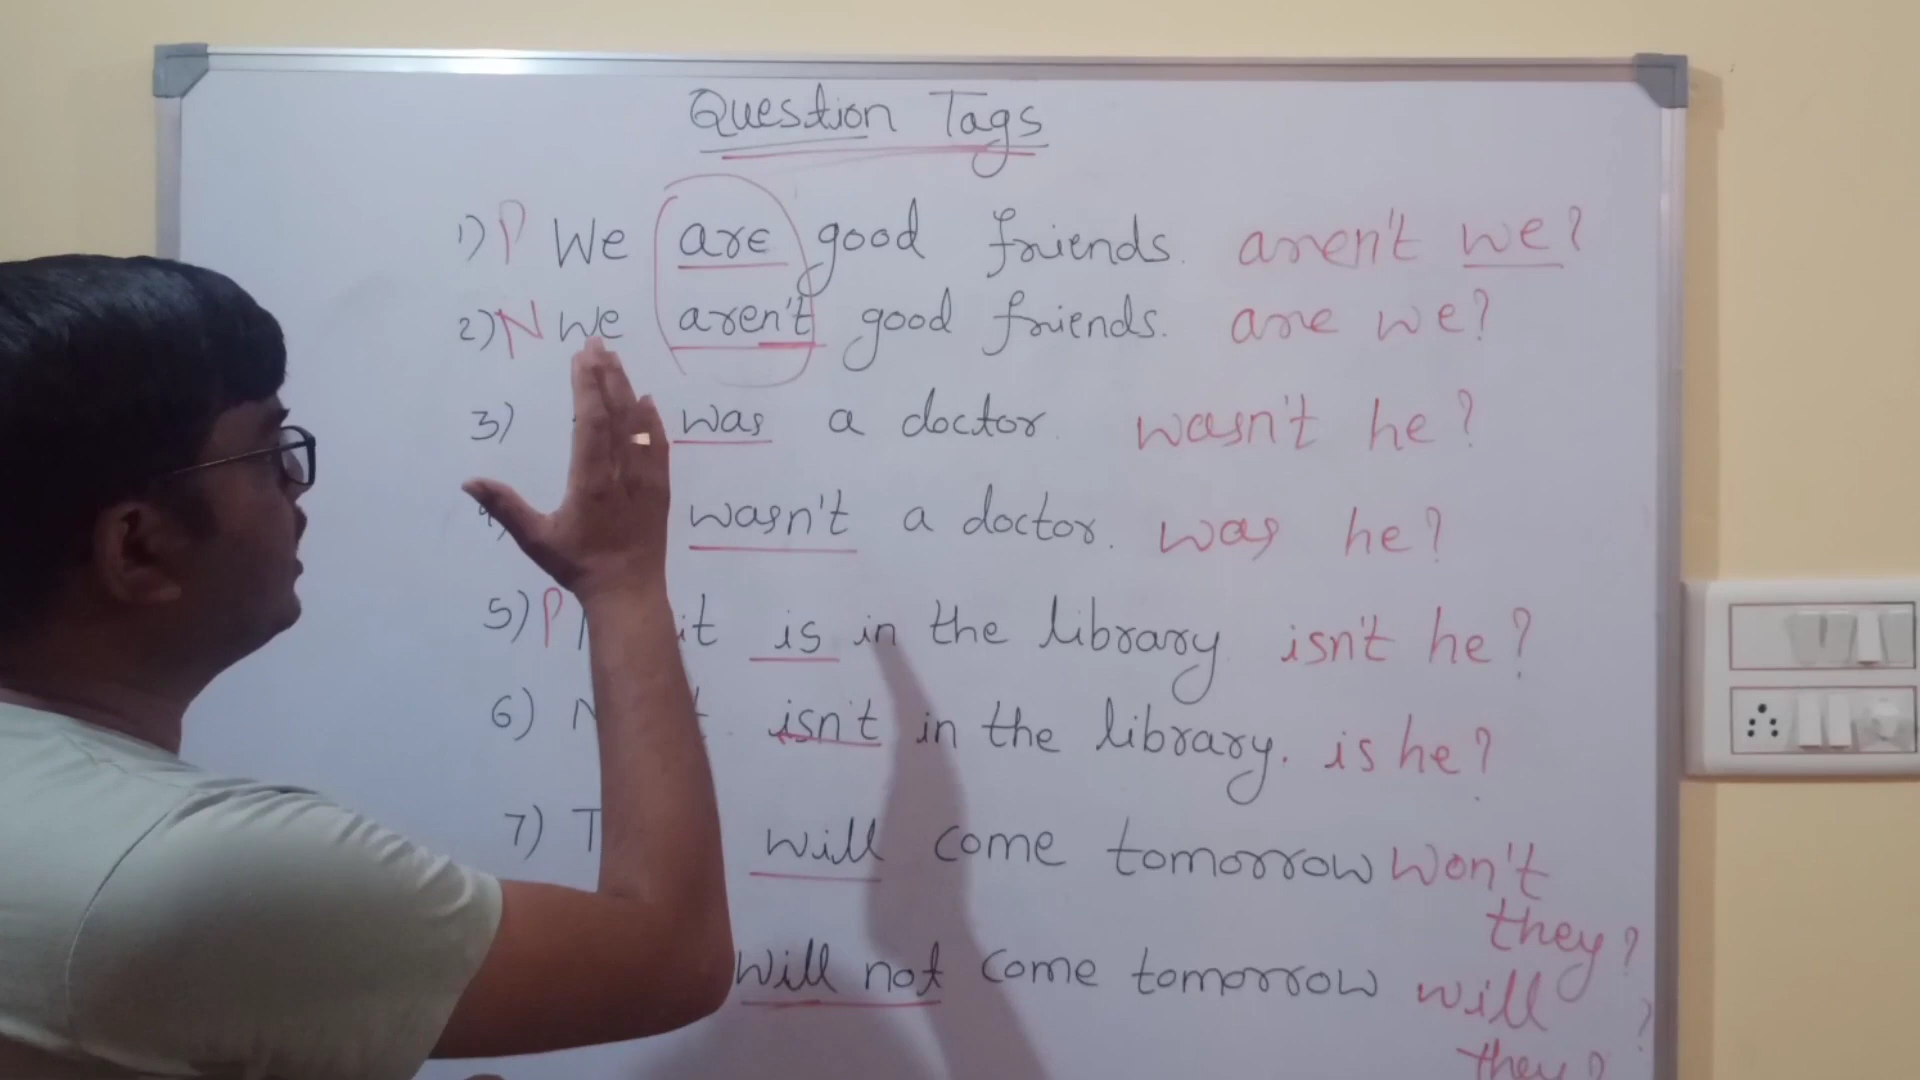 Question Tags
1) P We are good friends. aren't we?
2) N we aren't good friends. are we?
3) was a doctor. wasn't he?
wasn't a doctor. was he?
5) P is in the library isn't he?
6) isn't in the library. is he?
7) will come tomorrow won't
they?
will not come tomorrow will
they?